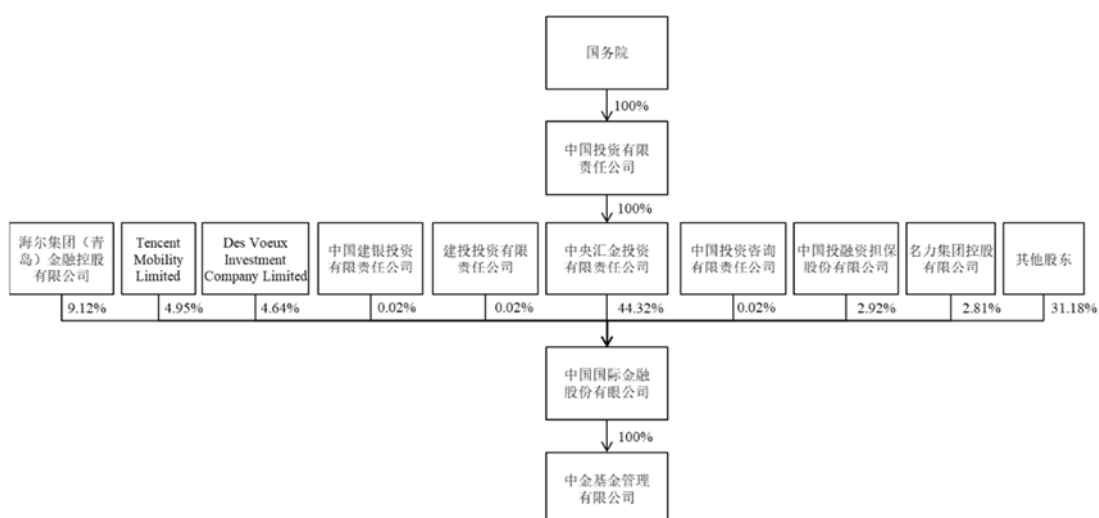 国务院
100%
中国投资有限
责任公司
100%
海尔集团（青
岛）金融控股
有限公司
Tencent
Mobility
Limited
Des Voeux
Investment
Company Limited
中国建银投资
有限责任公司
建投投资有限
责任公司
中央汇金投资
有限责任公司
中国投资咨询
有限责任公司
中国投融资担保
股份有限公司
名力集团控股
有限公司
其他股东
9.12%
4.95%
4.64%
0.02%
0.02%
44.32%
0.02%
2.92%
2.81%
31.18%
中国国际金融
股份有眼公司
100%
中金基金管理
有限公司